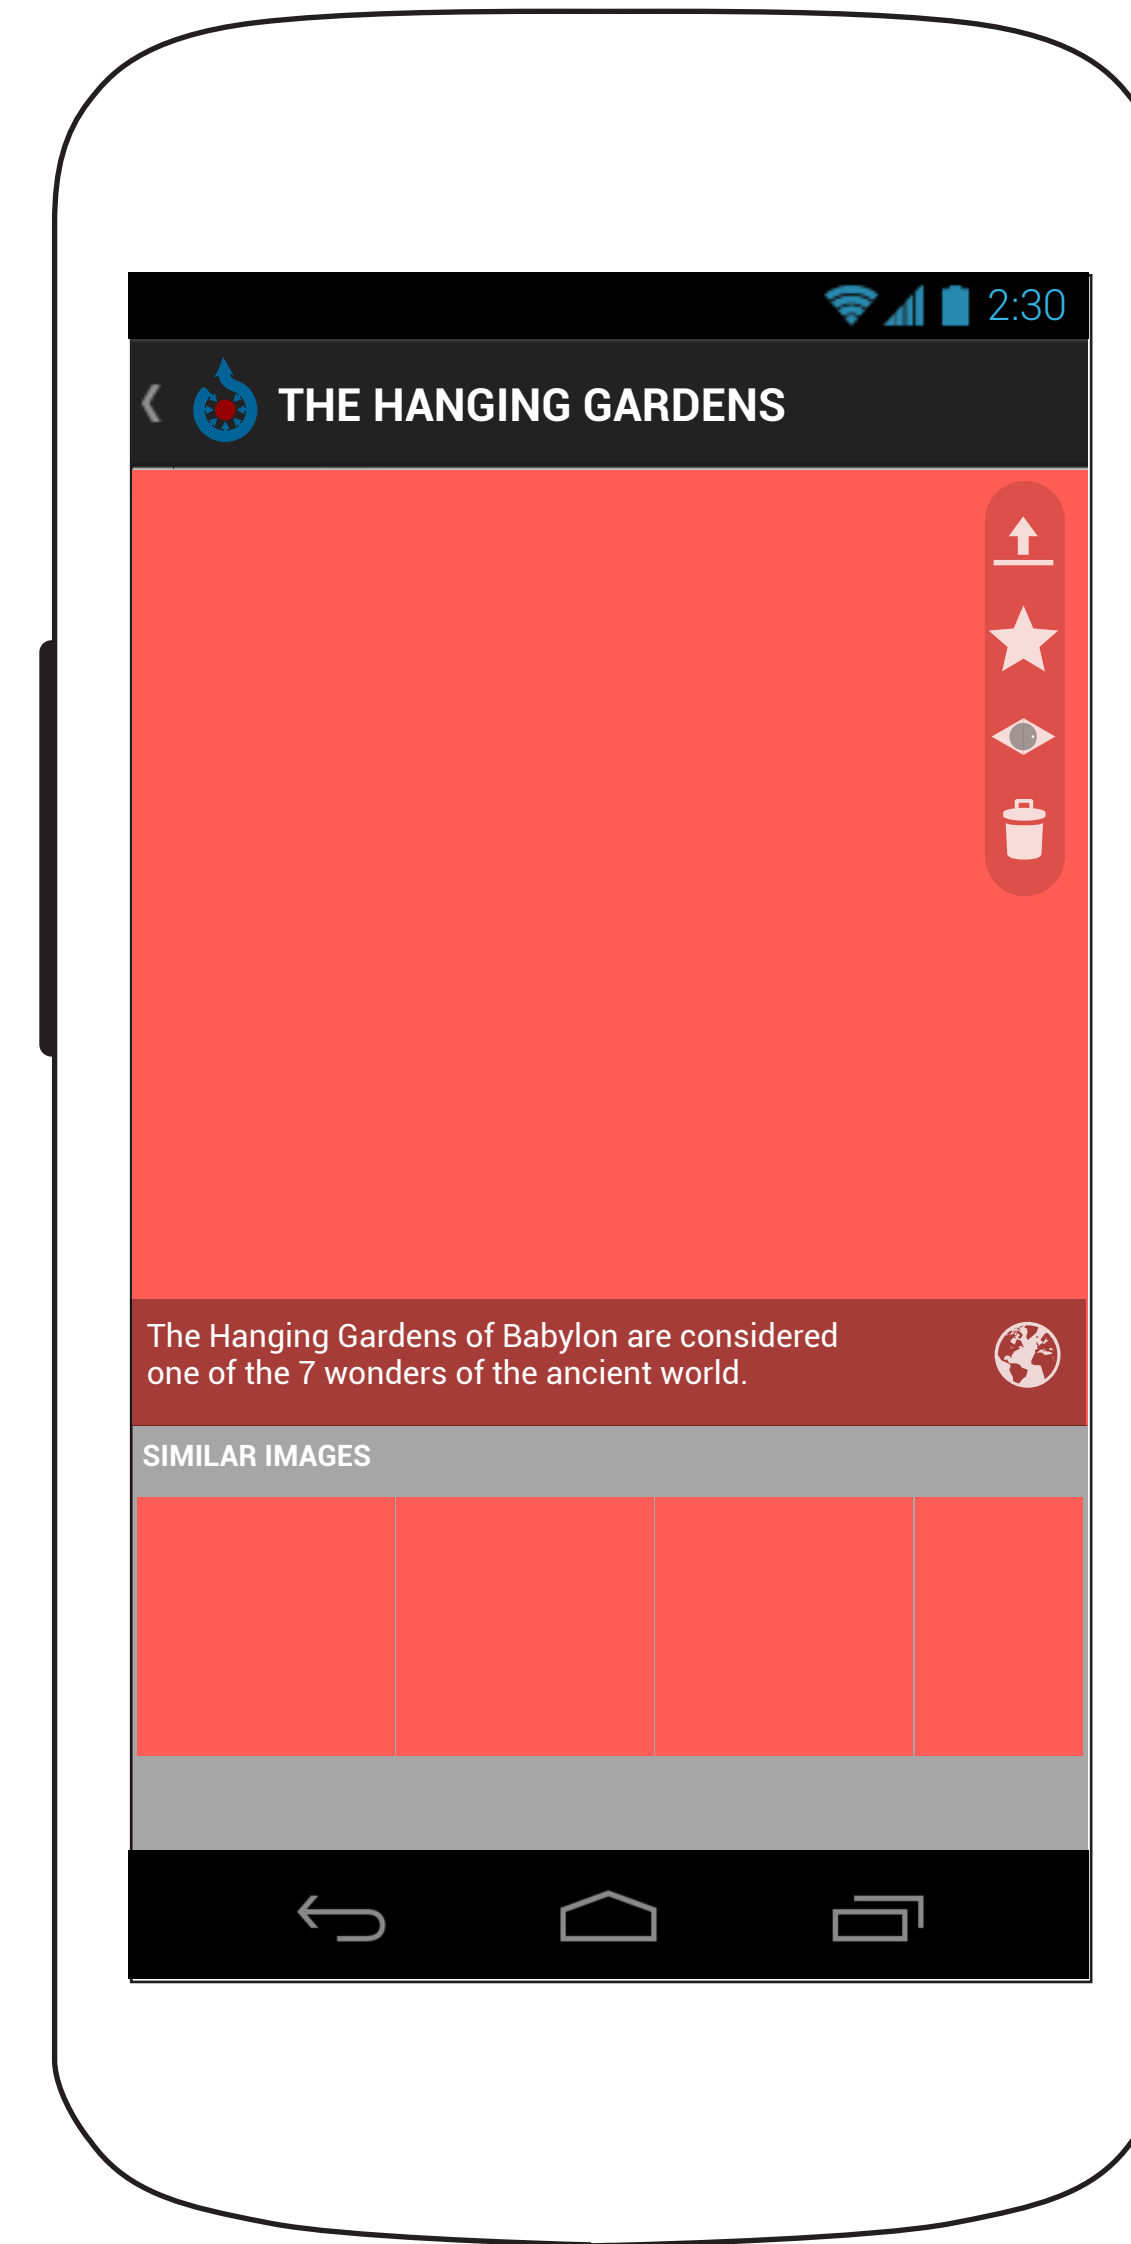 2:30
THE HANGING GARDENS
The Hanging Gardens of Babylon are considered
one of the 7 wonders of the ancient world.
SIMILAR IMAGES